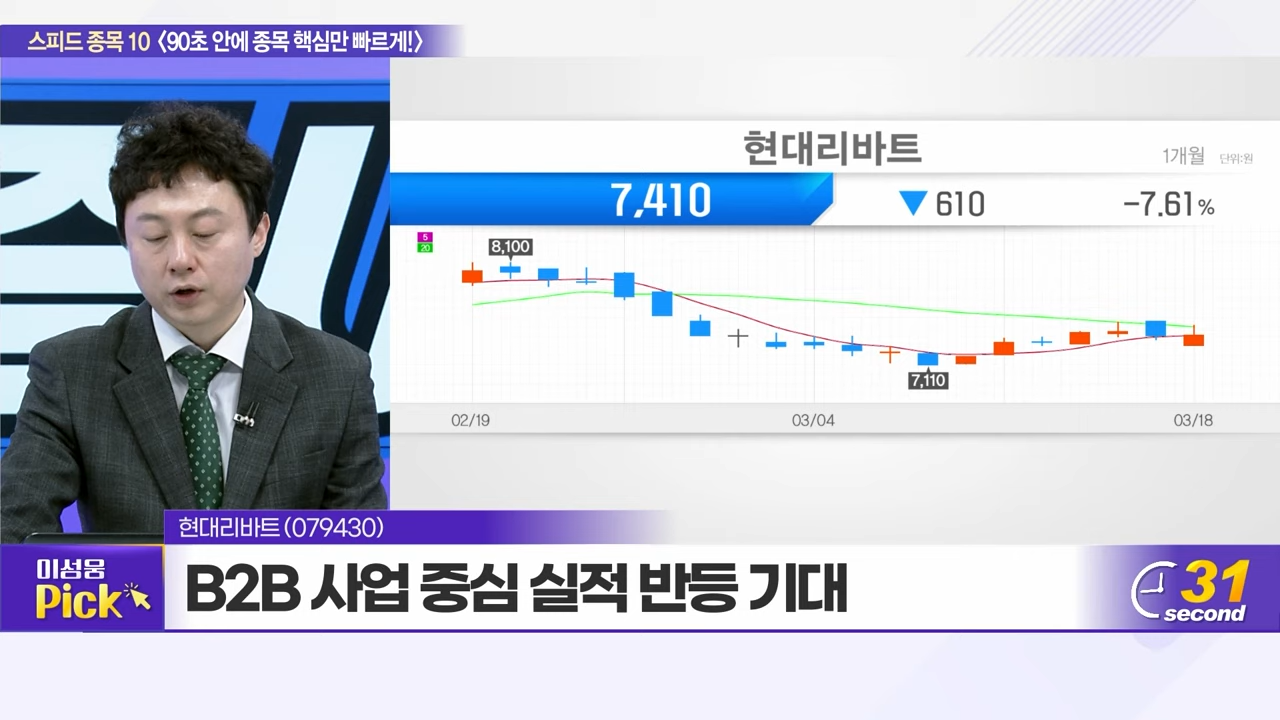 스피드 종목 10 〈90초 안에 종목 핵심만 빠르게!〉
현대리바트
1개월 단위:원
7,410 ▼610 -7.61%
5
20
8,100
7,110
02/19 03/04 03/18
현대리바트(079430)
이성웅
Pick
B2B 사업 중심 실적 반등 기대
31
second